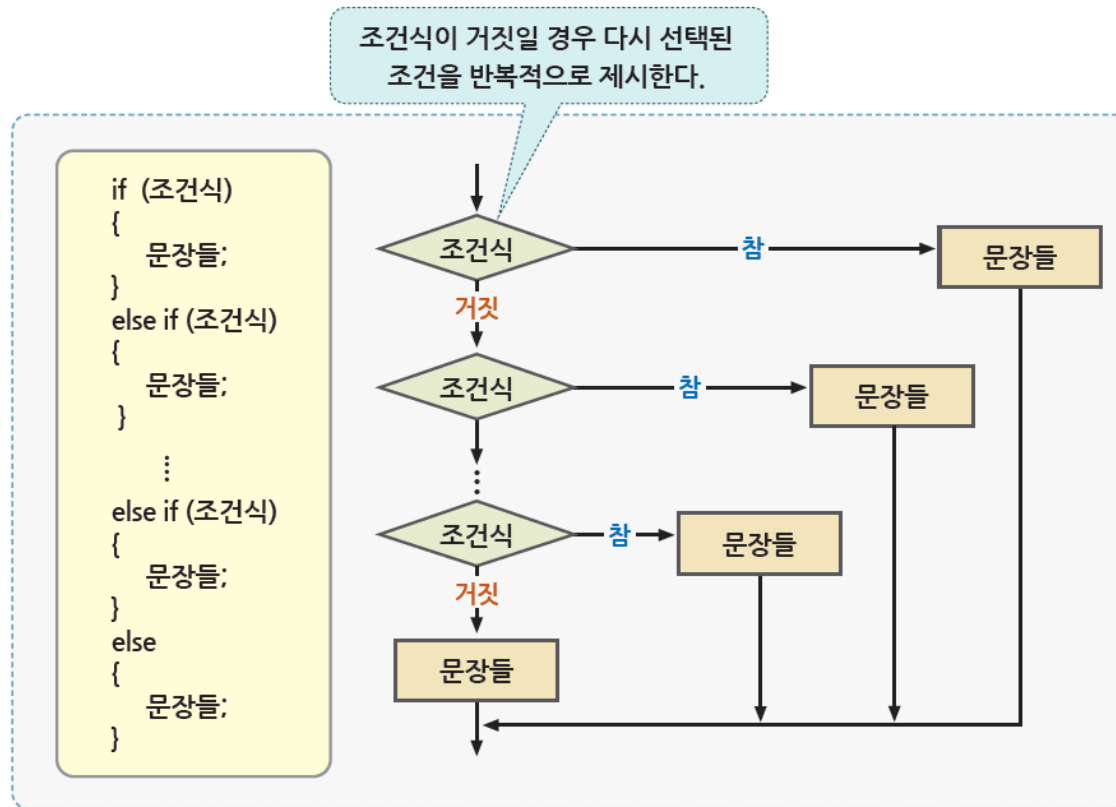 조건식이 거짓일 경우 다시 선택된
조건을 반복적으로 제시한다.
if (조건식)
{
문장들;
}
else if (조건식)
{
문장들;
}
⋮
else if (조건식)
{
문장들;
}
else
{
문장들;
}
조건식
참
문장들
거짓
조건식
참
문장들
⋮
조건식
참
문장들
거짓
문장들